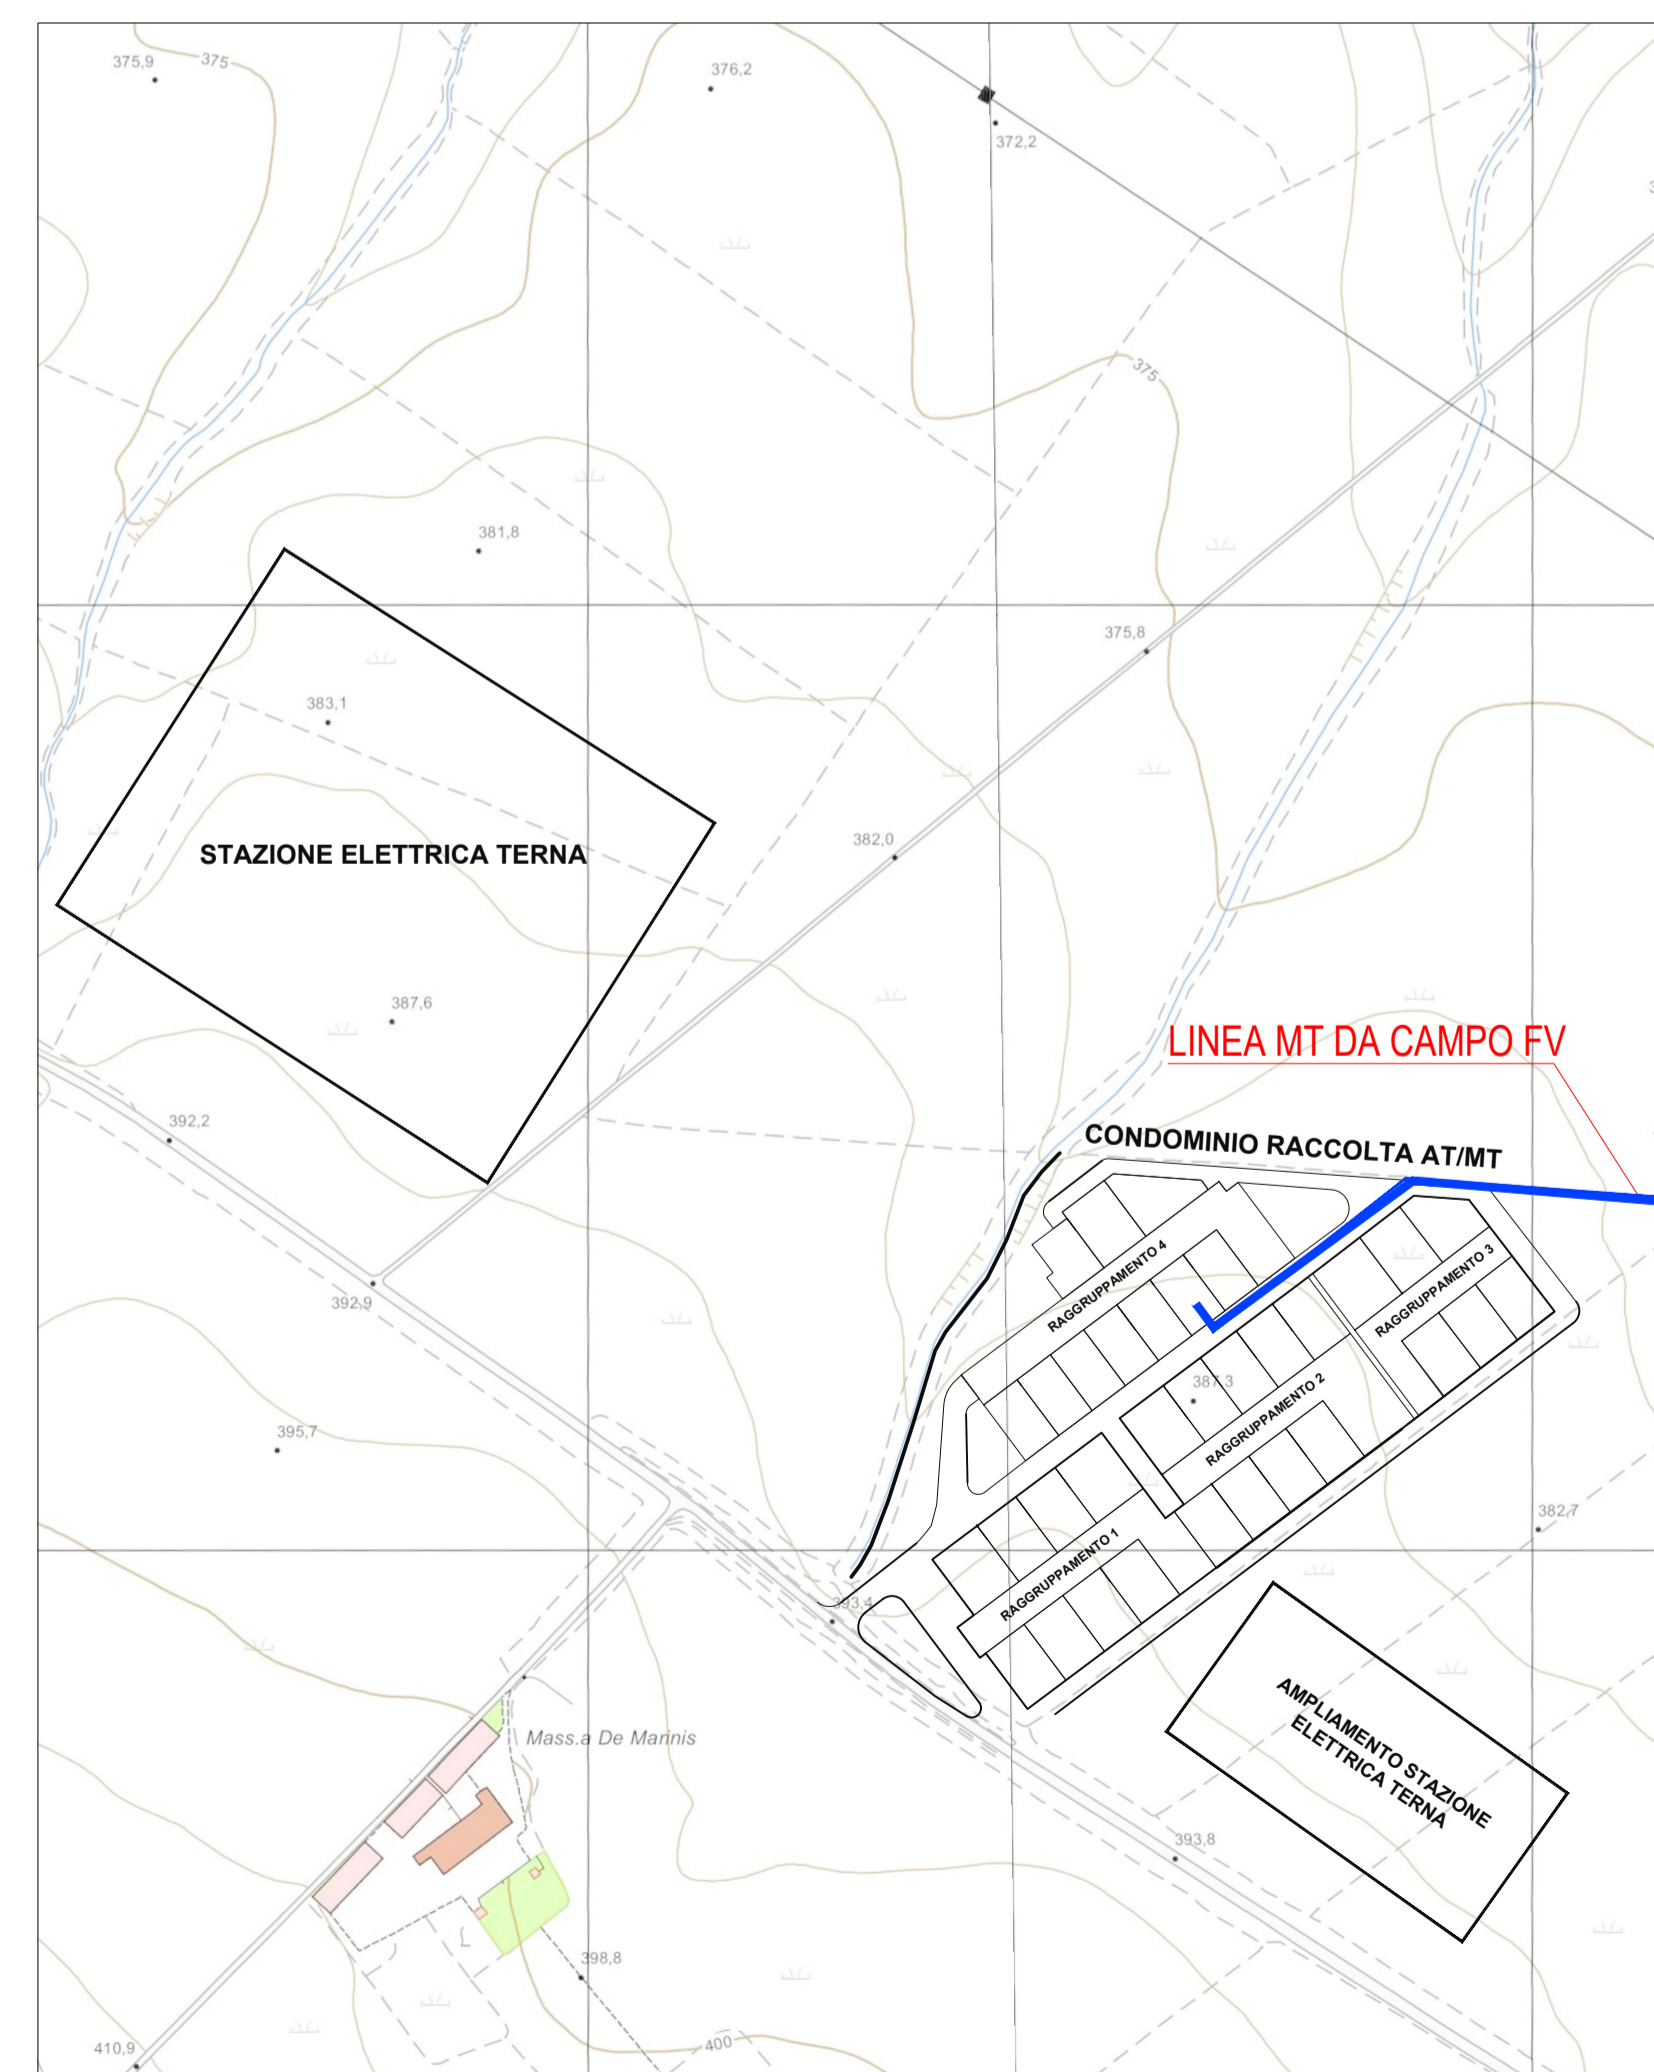 375,9
375
376,2
372,2
375
381,8
375,8
383,1
382,0
STAZIONE ELETTRICA TERNA
387,6
LINEA MT DA CAMPO FV
392,2
CONDOMINIO RACCOLTA AT/MT
RAGGRUPPAMENTO 4
RAGGRUPPAMENTO 3
392,9
387,3
RAGGRUPPAMENTO 2
395,7
382,7
RAGGRUPPAMENTO 1
393,4
Mass.a De Marinis
AMPLIAMENTO STAZIONE
ELETTRICA TERNA
393,8
398,8
400
410,9